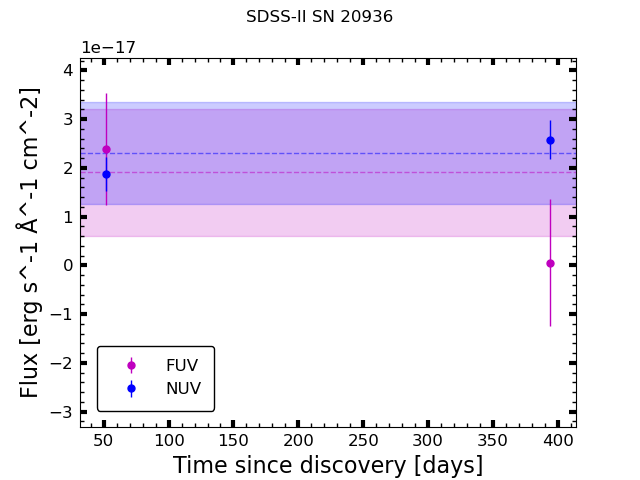 SDSS-II SN 20936
1e−17
4
3
2
1
0
−1
−2
−3
Flux [erg s^-1 Å^-1 cm^-2]
FUV
NUV
50 100 150 200 250 300 350 400
Time since discovery [days]